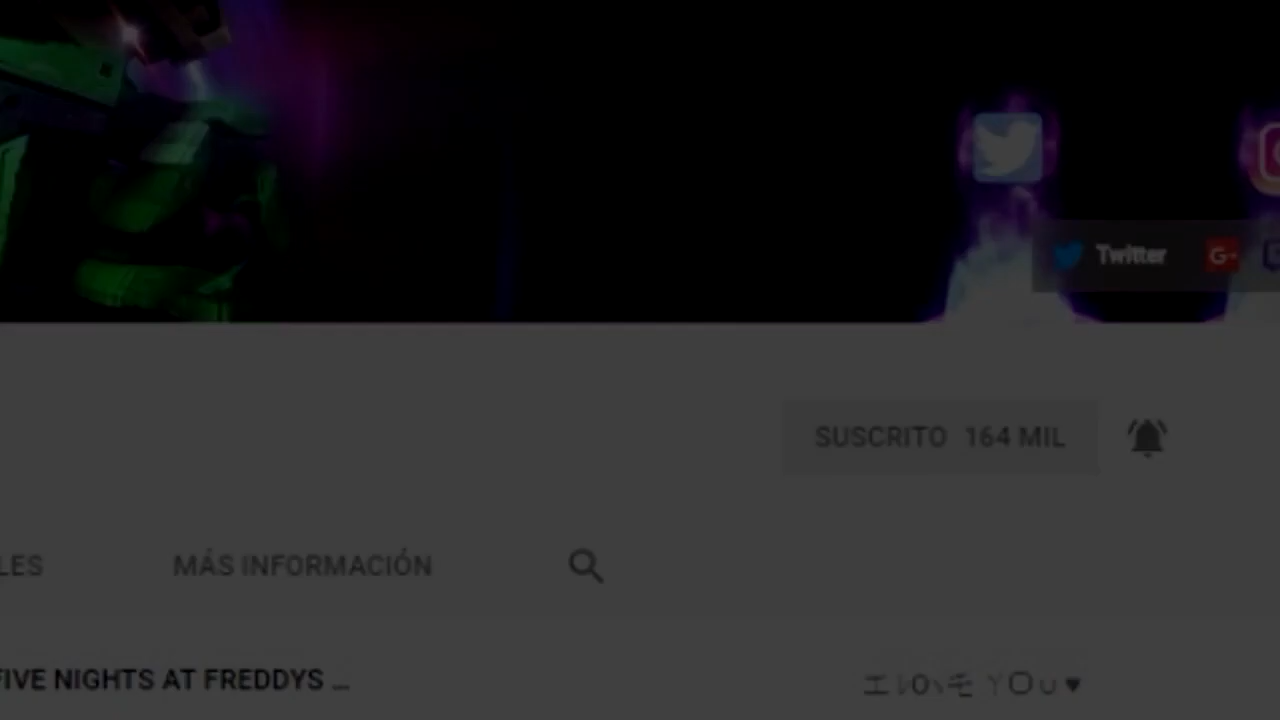 Twitter
SUSCRITO 164 MIL
LES MÁS INFORMACIÓN
FIVE NIGHTS AT FREDDYS ...